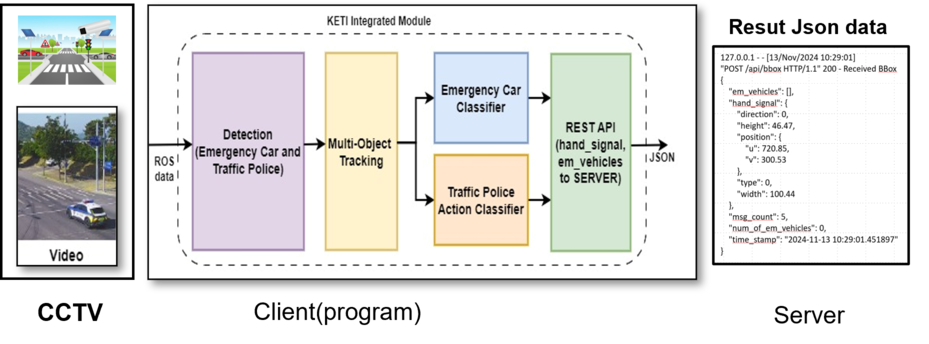 KETI Integrated Module
Resut Json data
ROS
data
Detection
(Emergency Car and
Traffic Police)
Multi-Object
Tracking
Emergency Car
Classifier
Traffic Police
Action Classifier
REST API
(hand_signal,
em_vehicles
to SERVER)
JSON
127.0.0.1 - - [13/Nov/2024 10:29:01]
"POST /api/bbox HTTP/1.1" 200 - Received BBox
{
"em_vehicles": [],
"hand_signal": {
"direction": 0,
"height": 46.47,
"position": {
"u": 720.85,
"v": 300.53
},
"type": 0,
"width": 100.44
},
"msg_count": 5,
"num_of_em_vehicles": 0,
"time_stamp": "2024-11-13 10:29:01.451897"
}
Video
CCTV
Client(program)
Server